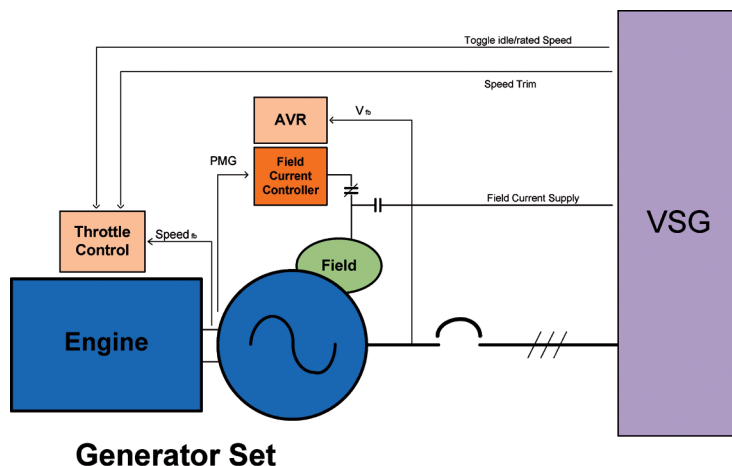 Toggle idle/rated Speed
Speed Trim
AVR
V fb
PMG
Field
Current
Controller
Field Current Supply
VSG
Throttle
Control
Speed fb
Field
Engine
Generator Set